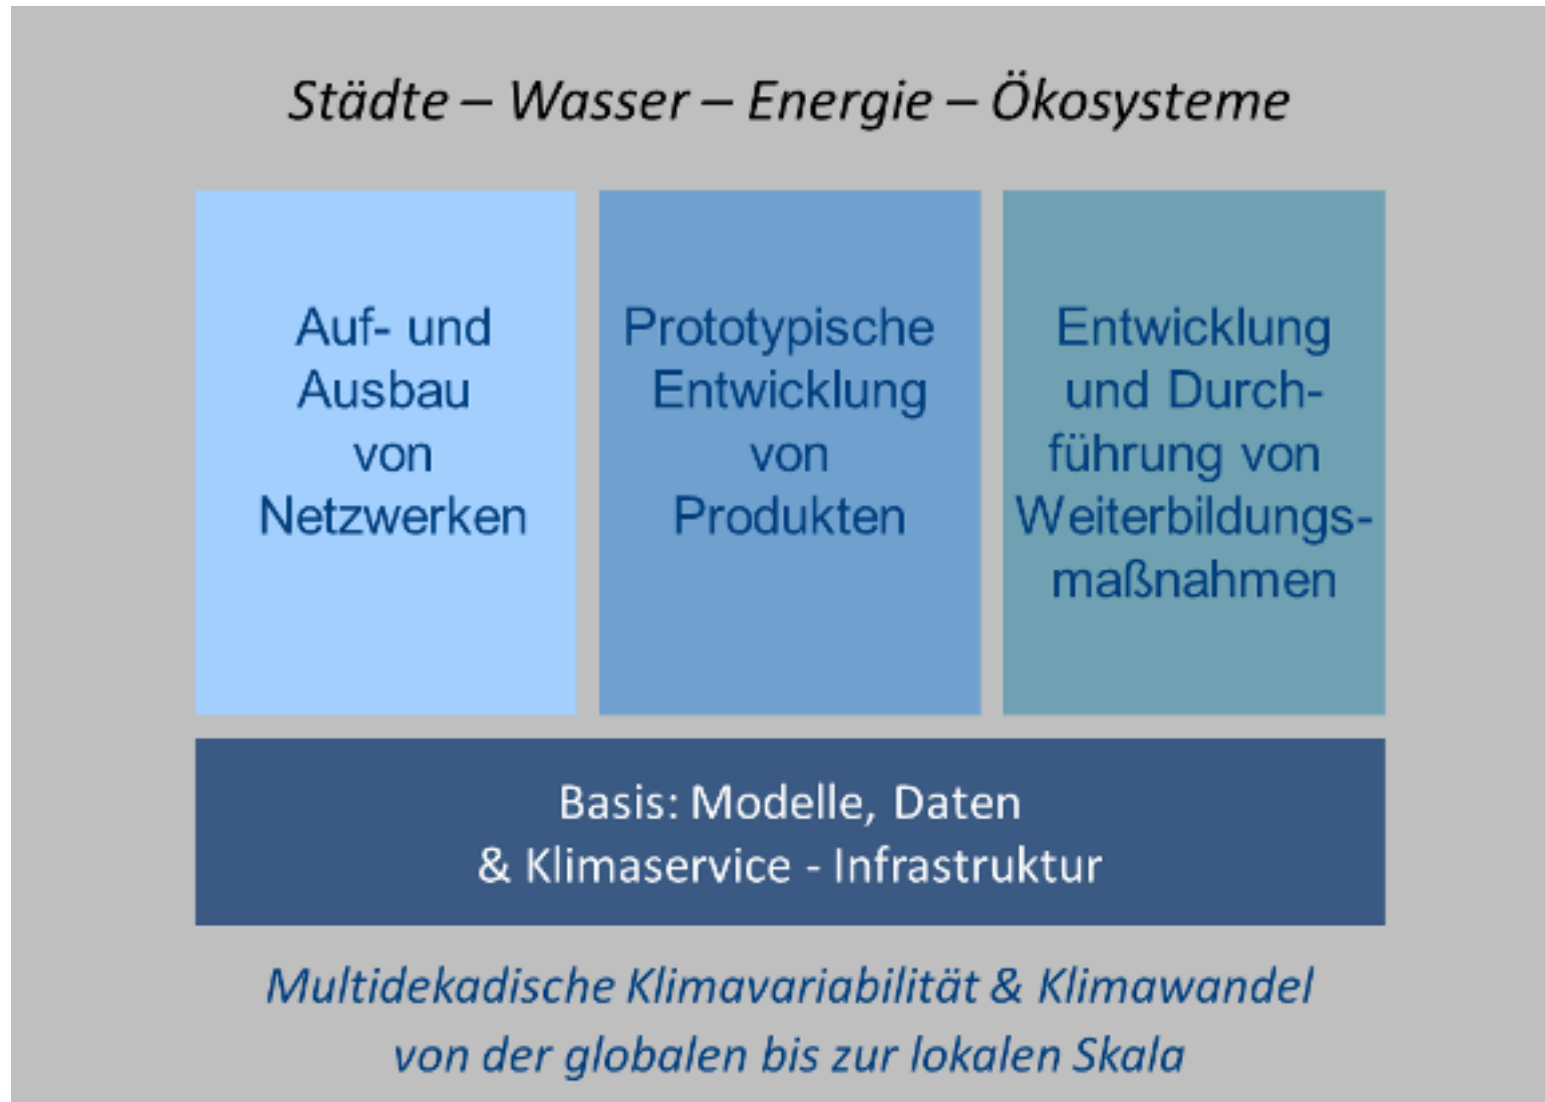 Städte – Wasser – Energie – Ökosysteme
Auf- und
Ausbau
von
Netzwerken
Prototypische
Entwicklung
von
Produkten
Entwicklung
und Durch-
führung von
Weiterbildungs-
maßnahmen
Basis: Modelle, Daten
& Klimaservice - Infrastruktur
Multidekadische Klimavariabilität & Klimawandel
von der globalen bis zur lokalen Skala